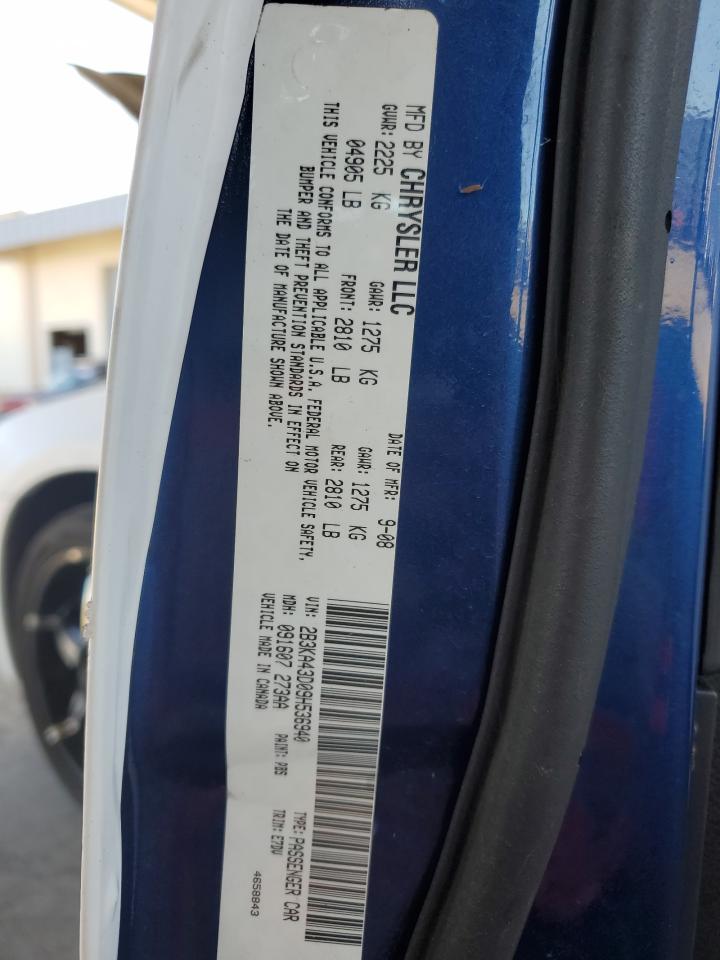 MFD BY CHRYSLER LLC
DATE OF MFR: 9-08
GVWR: 2225 KG
GAWR: 1275 KG
GAWR: 1275 KG
04905 LB
FRONT: 2810 LB
REAR: 2810 LB
THIS VEHICLE CONFORMS TO ALL APPLICABLE U.S.A. FEDERAL MOTOR VEHICLE SAFETY,
BUMPER AND THEFT PREVENTION STANDARDS IN EFFECT ON
THE DATE OF MANUFACTURE SHOWN ABOVE.
VIN: 2B3KA43D09H536940
TYPE: PASSENGER CAR
MDH: 091607 273AA
PAINT: PBS
TRIM: E7DV
VEHICLE MADE IN CANADA
4658843